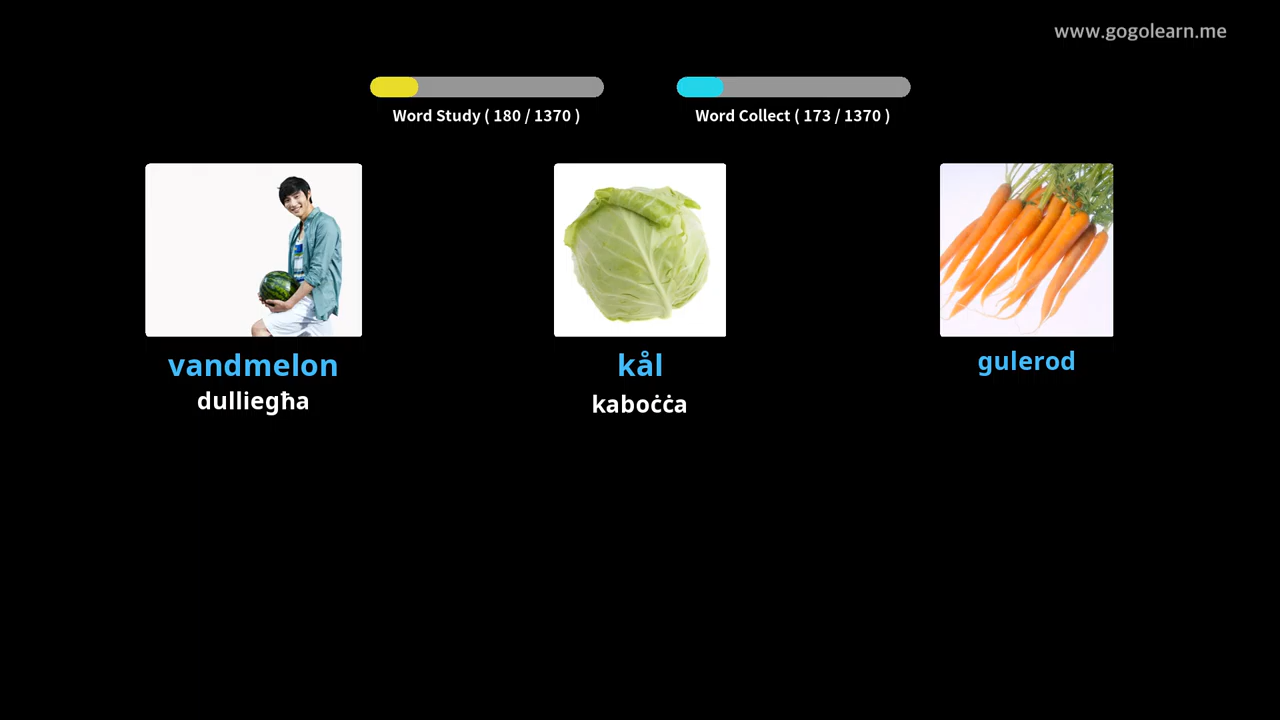 www.gogolearn.me
Word Study ( 180 / 1370 )
Word Collect ( 173 / 1370 )
vandmelon
dulliegħa
kål
kaboċċa
gulerod